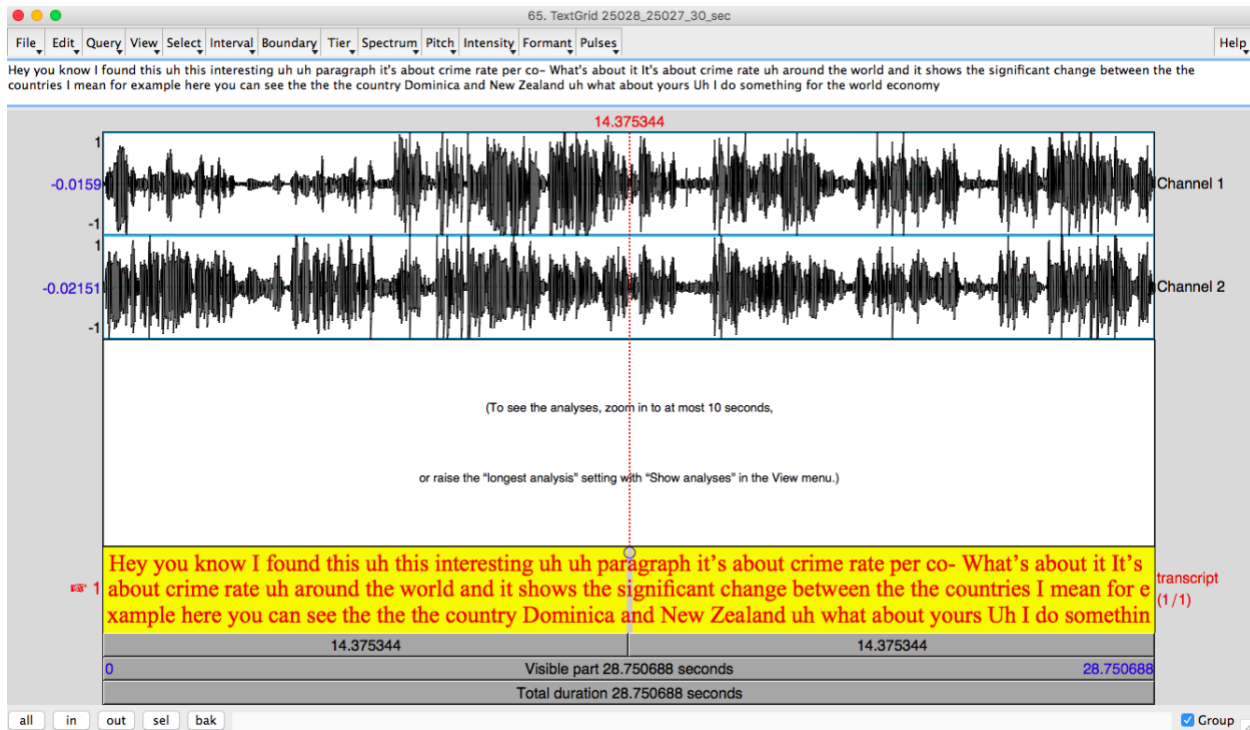 65. TextGrid 25028_25027_30_sec
File Edit Query View Select Interval Boundary Tier Spectrum Pitch Intensity Formant Pulses Help
Hey you know I found this uh this interesting uh uh paragraph it's about crime rate per co- What's about it It's about crime rate uh around the world and it shows the significant change between the the
countries I mean for example here you can see the the the country Dominica and New Zealand uh what about yours Uh I do something for the world economy
14.375344
1
-0.0159
Channel 1
-1
1
-0.02151
Channel 2
-1
(To see the analyses, zoom in to at most 10 seconds,
or raise the “longest analysis” setting with “Show analyses” in the View menu.)
Hey you know I found this uh this interesting uh uh paragraph it’s about crime rate per co- What’s about it It’s
☞ 1 about crime rate uh around the world and it shows the significant change between the the countries I mean for e
xample here you can see the the the country Dominica and New Zealand uh what about yours Uh I do somethin
transcript
(1/1)
14.375344 14.375344
0 Visible part 28.750688 seconds 28.750688
Total duration 28.750688 seconds
all in out sel bak Group